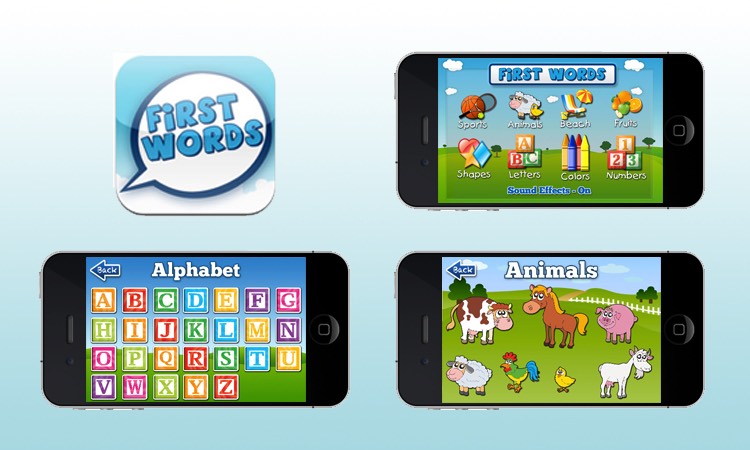 FiRST
WORDS
FiRST WORDS
Sports Animals Beach Fruits
A
B C
1
2 3
Shapes Letters Colors Numbers
Sound Effects - On
Back Alphabet
A B C D E F G
H I J K L M N
O P Q R S T U
V W X Y Z
Back Animals